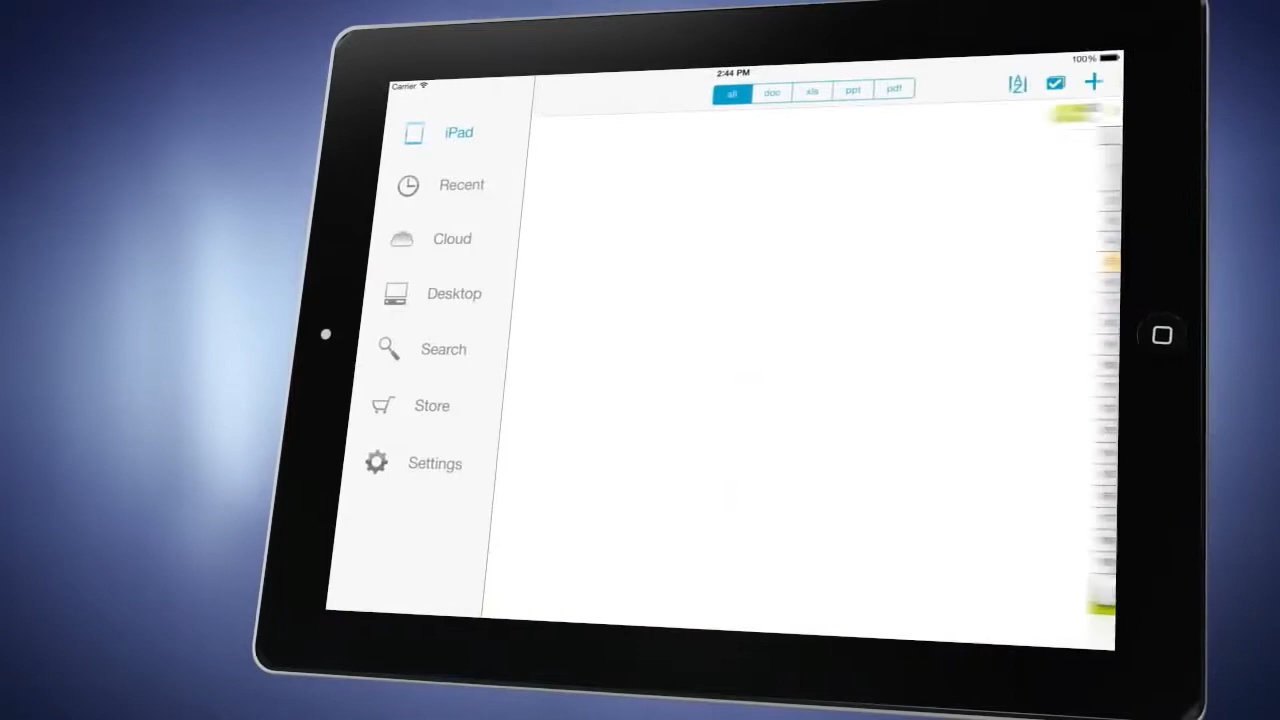 Carrier
2:44 PM
100%
all doc xls ppt pdf
iPad
Recent
Cloud
Desktop
Search
Store
Settings